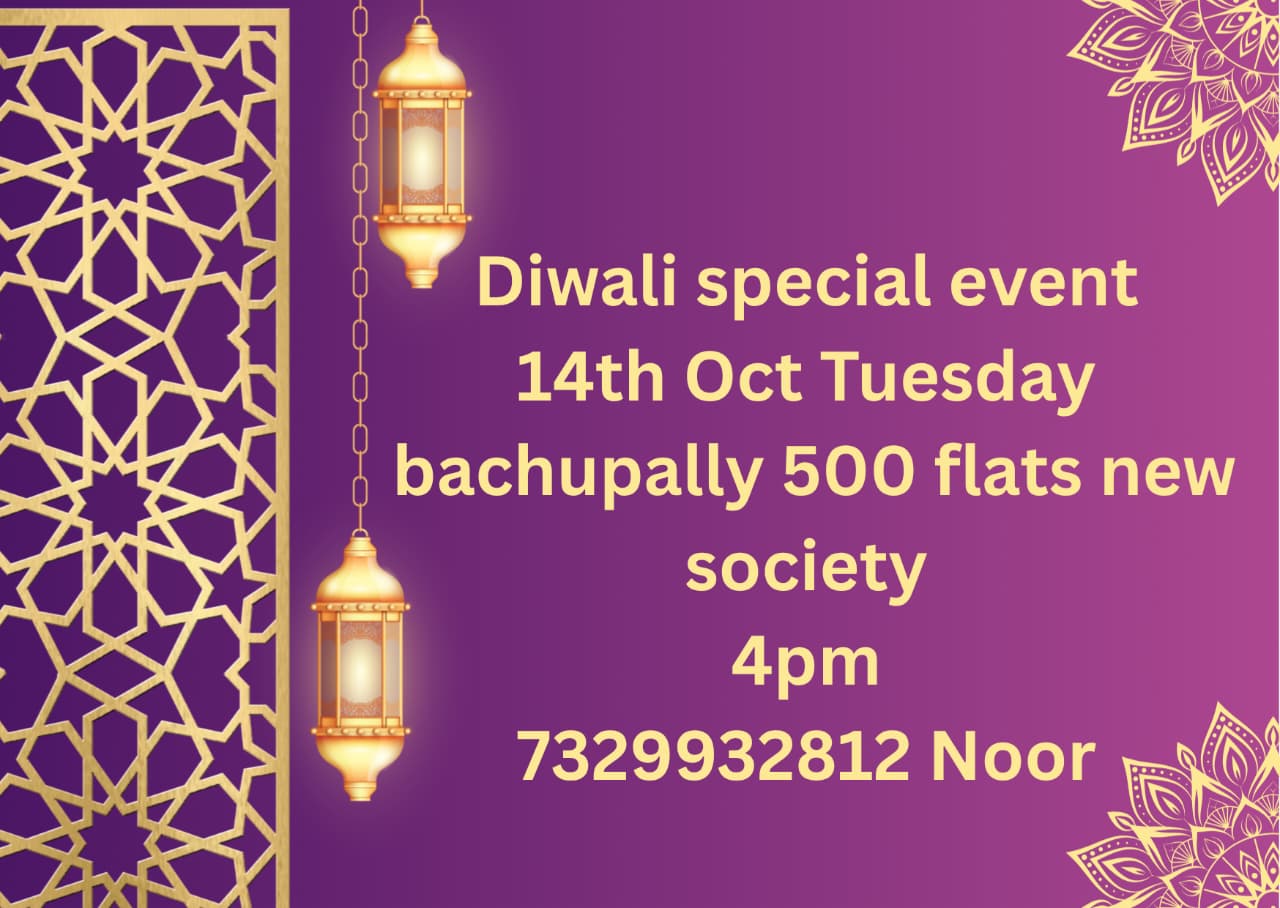 Diwali special event
14th Oct Tuesday
bachupally 500 flats new
society
4pm
7329932812 Noor